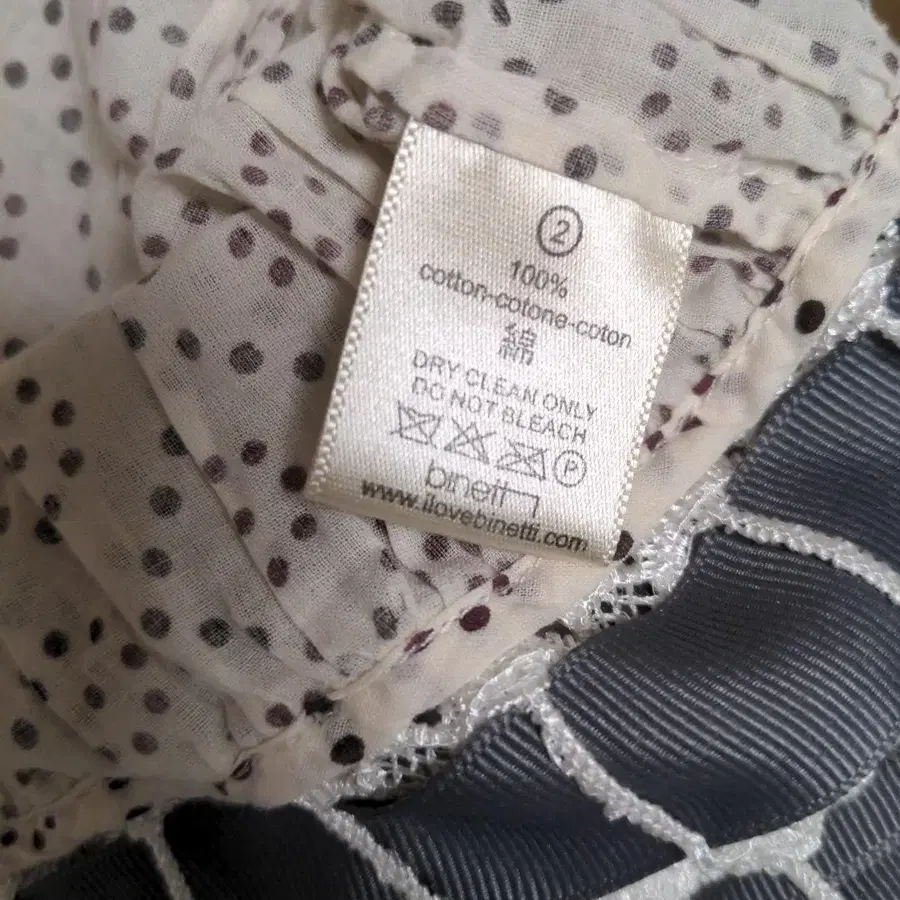 2
100%
cotton-cotone-coton
綿
DRY CLEAN ONLY
DO NOT BLEACH
P
binetti
www.ilovebinetti.com